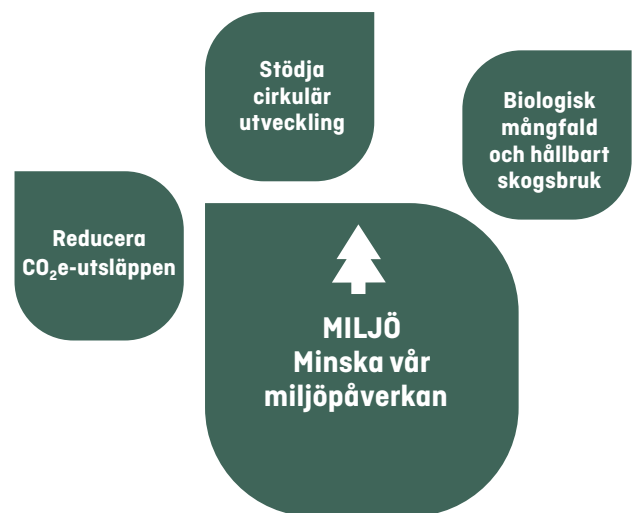 Stödja
cirkulär
utveckling
Biologisk
mångfald
och hållbart
skogsbruk
Reducera
CO₂e-utsläppen
MILJÖ
Minska vår
miljöpåverkan